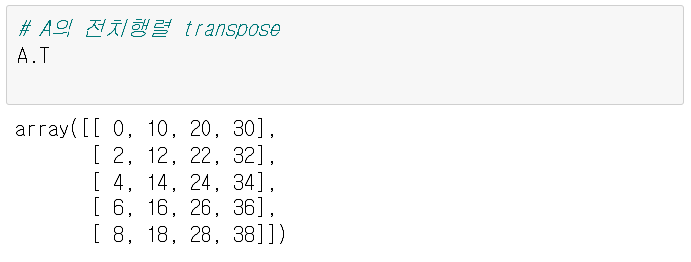 # A의 전치행렬 transpose
A.T
array([[ 0, 10, 20, 30],
       [ 2, 12, 22, 32],
       [ 4, 14, 24, 34],
       [ 6, 16, 26, 36],
       [ 8, 18, 28, 38]])